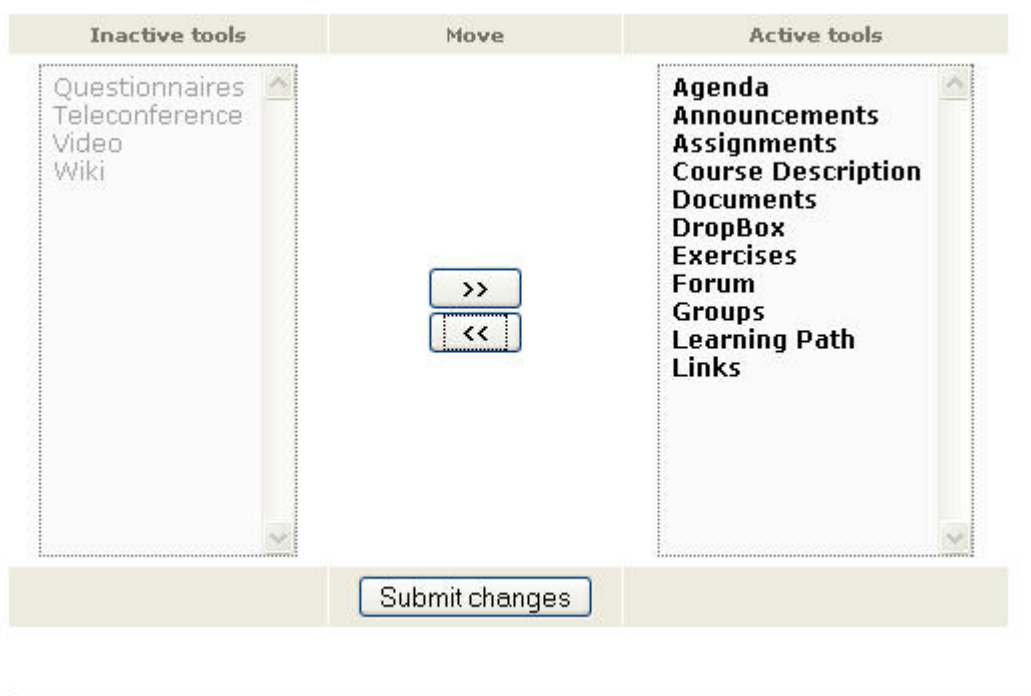 Inactive tools Move Active tools
Questionnaires
Teleconference
Video
Wiki
>>
<<
Agenda
Announcements
Assignments
Course Description
Documents
DropBox
Exercises
Forum
Groups
Learning Path
Links
Submit changes